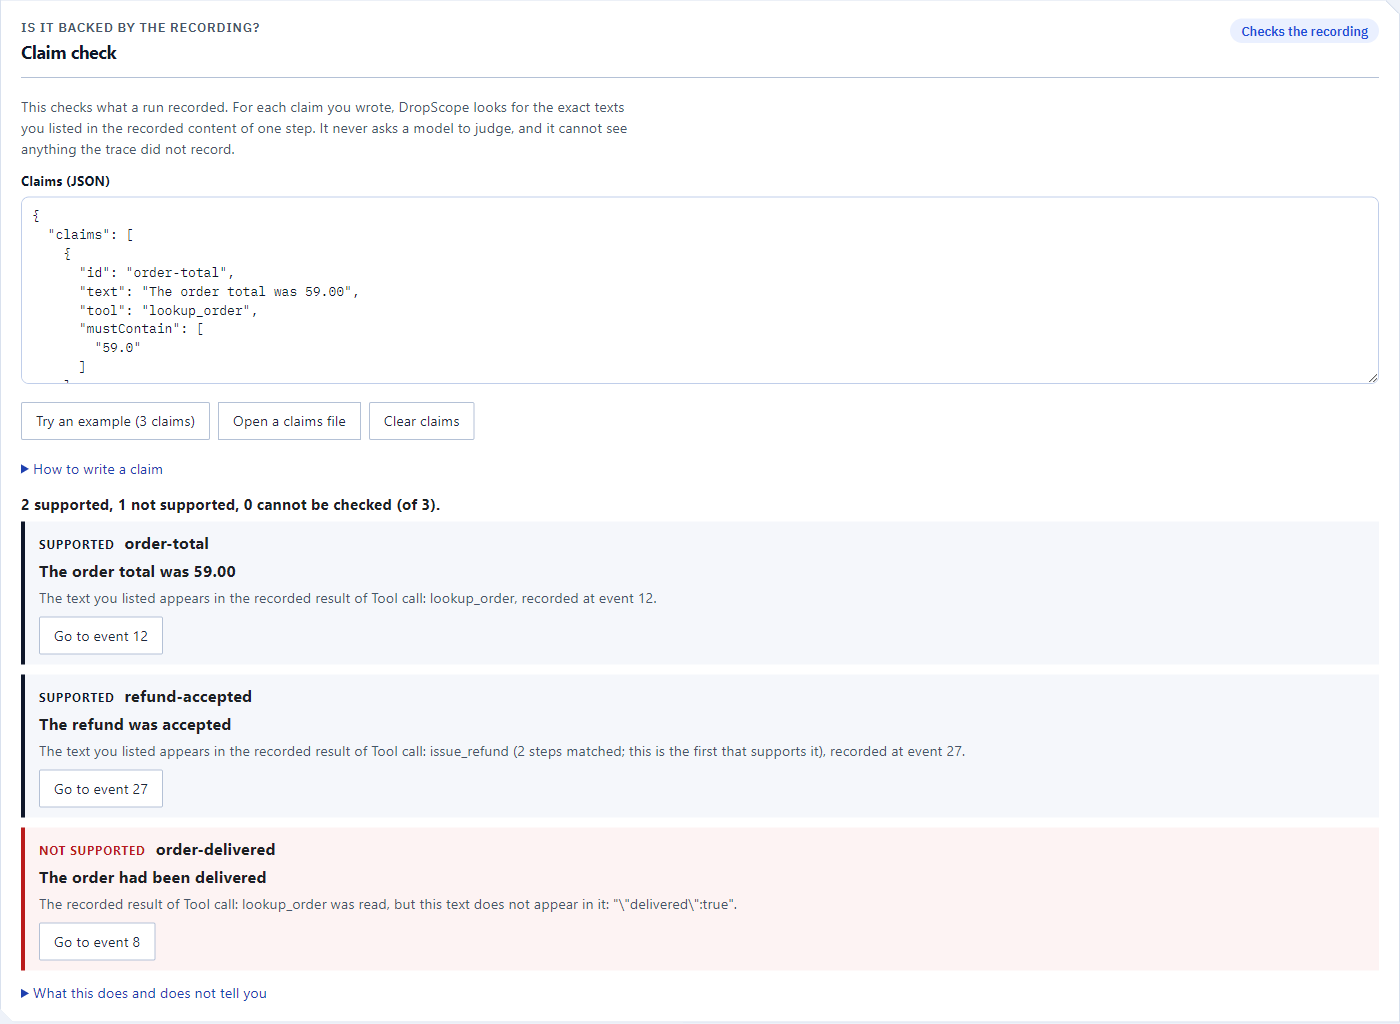 IS IT BACKED BY THE RECORDING?
Claim check
Checks the recording
This checks what a run recorded. For each claim you wrote, DropScope looks for the exact texts
you listed in the recorded content of one step. It never asks a model to judge, and it cannot see
anything the trace did not record.
Claims (JSON)
{
  "claims": [
    {
      "id": "order-total",
      "text": "The order total was 59.00",
      "tool": "lookup_order",
      "mustContain": [
        "59.0"
      ]
Try an example (3 claims)
Open a claims file
Clear claims
How to write a claim
2 supported, 1 not supported, 0 cannot be checked (of 3).
SUPPORTED order-total
The order total was 59.00
The text you listed appears in the recorded result of Tool call: lookup_order, recorded at event 12.
Go to event 12
SUPPORTED refund-accepted
The refund was accepted
The text you listed appears in the recorded result of Tool call: issue_refund (2 steps matched; this is the first that supports it), recorded at event 27.
Go to event 27
NOT SUPPORTED order-delivered
The order had been delivered
The recorded result of Tool call: lookup_order was read, but this text does not appear in it: "\"delivered\":true".
Go to event 8
What this does and does not tell you